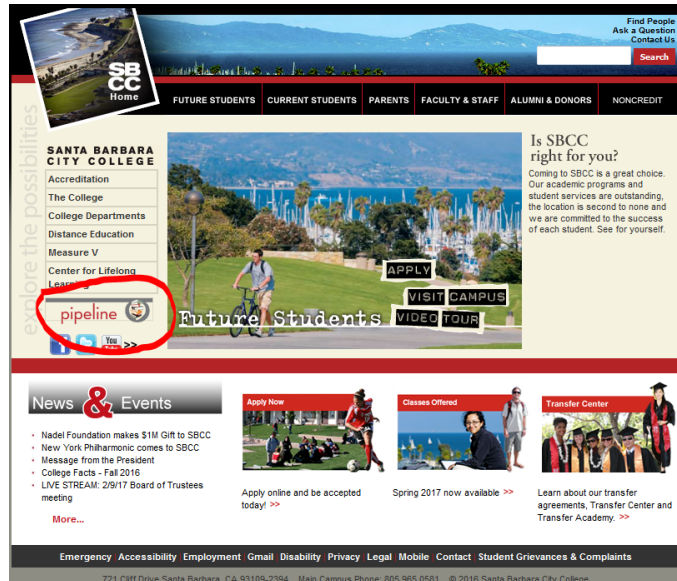 Find People
Ask a Question
Contact Us
Search
SB
CC
Home
FUTURE STUDENTS CURRENT STUDENTS PARENTS FACULTY & STAFF ALUMNI & DONORS NONCREDIT
explore the possibilities
SANTA BARBARA
CITY COLLEGE
Accreditation
The College
College Departments
Distance Education
Measure V
Center for Lifelong
Learning
pipeline
f
You
Tube
>>
APPLY
VISIT CAMPUS
VIDEO TOUR
Future Students
Is SBCC
right for you?
Coming to SBCC is a great choice.
Our academic programs and
student services are outstanding,
the location is second to none and
we are committed to the success
of each student. See for yourself.
News & Events
Nadel Foundation makes $1M Gift to SBCC
New York Philharmonic comes to SBCC
Message from the President
College Facts - Fall 2016
LIVE STREAM: 2/9/17 Board of Trustees
meeting
More...
Apply Now
Apply online and be accepted
today! >>
Classes Offered
Spring 2017 now available >>
Transfer Center
Learn about our transfer
agreements, Transfer Center and
Transfer Academy. >>
Emergency | Accessibility | Employment | Gmail | Disability | Privacy | Legal | Mobile | Contact | Student Grievances & Complaints
721 Cliff Drive Santa Barbara, CA 93109-2394 Main Campus Phone: 805.965.0581 © 2016 Santa Barbara City College